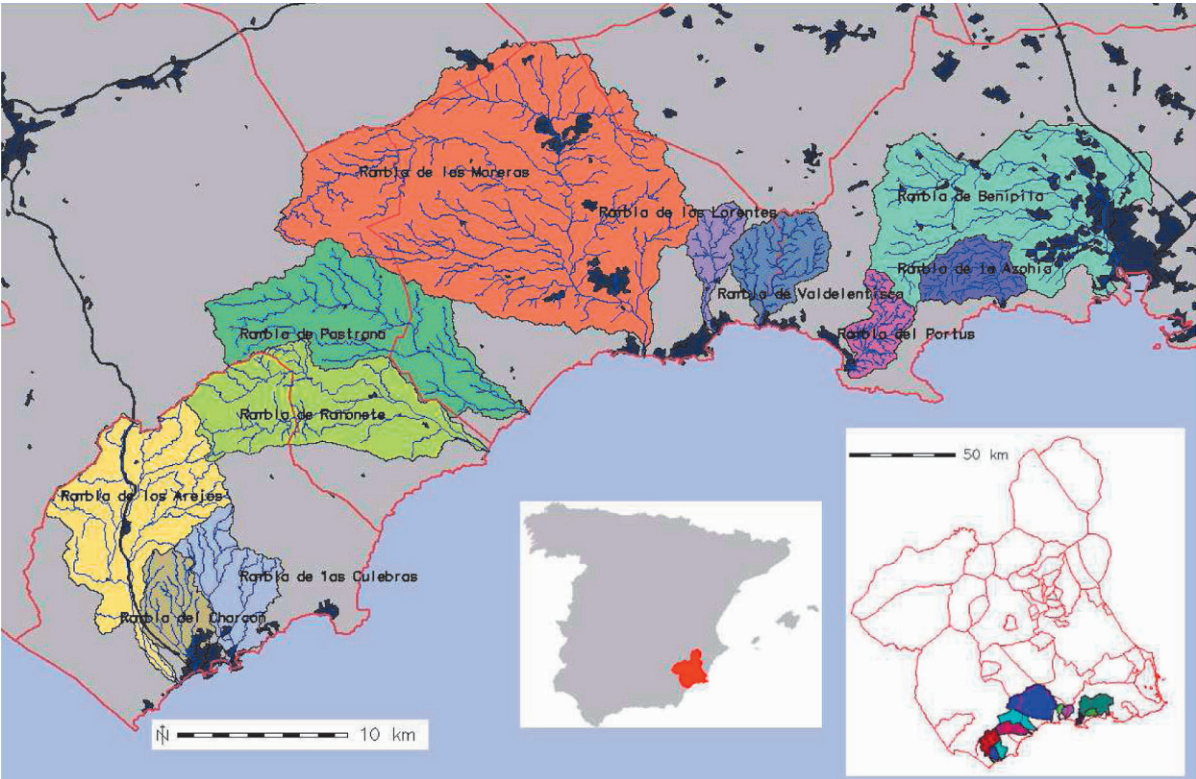 Rambla de las Moreras
Rambla de Benipila
Rambla de los Lorentes
Rambla de la Azohia
Rambla de Valdelentisco
Rambla de Pastrana
Rambla del Portus
Rambla de Ramonete
Rambla de los Arejos
Rambla de las Culebras
Rambla del Charcon
50 km
N
10 km